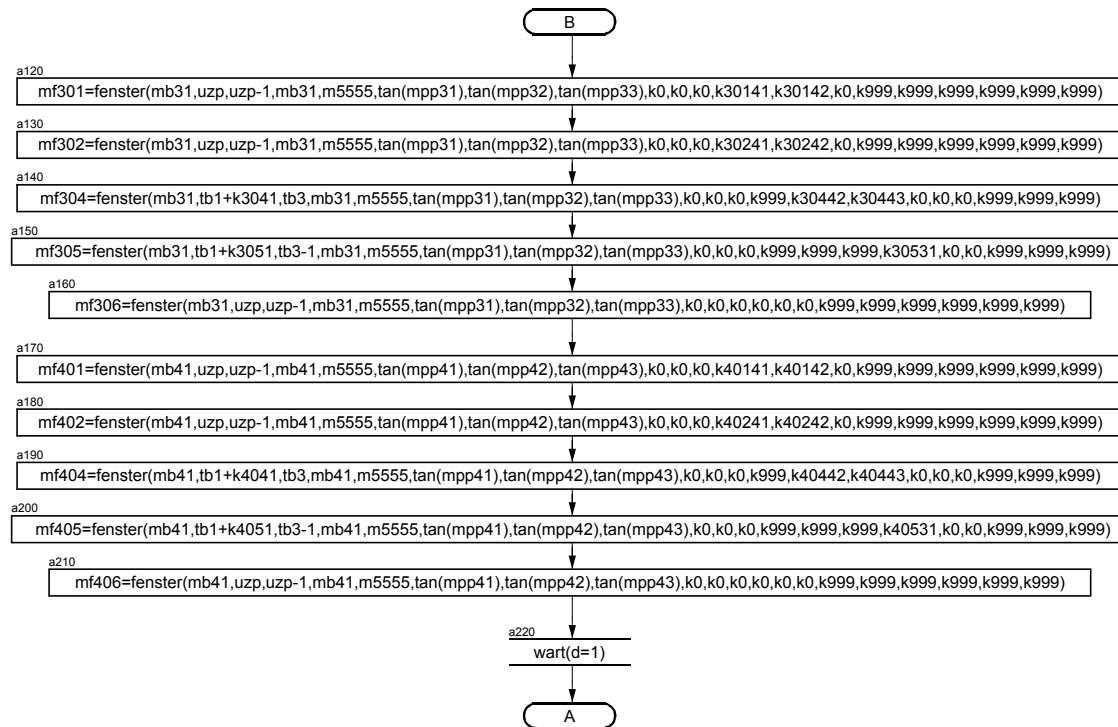 B
a120
mf301=fenster(mb31,uzp,uzp-1,mb31,m5555,tan(mpp31),tan(mpp32),tan(mpp33),k0,k0,k0,k30141,k30142,k0,k999,k999,k999,k999,k999,k999)
a130
mf302=fenster(mb31,uzp,uzp-1,mb31,m5555,tan(mpp31),tan(mpp32),tan(mpp33),k0,k0,k0,k30241,k30242,k0,k999,k999,k999,k999,k999,k999)
a140
mf304=fenster(mb31,tb1+k3041,tb3,mb31,m5555,tan(mpp31),tan(mpp32),tan(mpp33),k0,k0,k0,k999,k30442,k30443,k0,k0,k0,k999,k999,k999)
a150
mf305=fenster(mb31,tb1+k3051,tb3-1,mb31,m5555,tan(mpp31),tan(mpp32),tan(mpp33),k0,k0,k0,k999,k999,k999,k30531,k0,k0,k999,k999,k999)
a160
mf306=fenster(mb31,uzp,uzp-1,mb31,m5555,tan(mpp31),tan(mpp32),tan(mpp33),k0,k0,k0,k0,k0,k0,k999,k999,k999,k999,k999,k999)
a170
mf401=fenster(mb41,uzp,uzp-1,mb41,m5555,tan(mpp41),tan(mpp42),tan(mpp43),k0,k0,k0,k40141,k40142,k0,k999,k999,k999,k999,k999,k999)
a180
mf402=fenster(mb41,uzp,uzp-1,mb41,m5555,tan(mpp41),tan(mpp42),tan(mpp43),k0,k0,k0,k40241,k40242,k0,k999,k999,k999,k999,k999,k999)
a190
mf404=fenster(mb41,tb1+k4041,tb3,mb41,m5555,tan(mpp41),tan(mpp42),tan(mpp43),k0,k0,k0,k999,k40442,k40443,k0,k0,k0,k999,k999,k999)
a200
mf405=fenster(mb41,tb1+k4051,tb3-1,mb41,m5555,tan(mpp41),tan(mpp42),tan(mpp43),k0,k0,k0,k999,k999,k999,k40531,k0,k0,k999,k999,k999)
a210
mf406=fenster(mb41,uzp,uzp-1,mb41,m5555,tan(mpp41),tan(mpp42),tan(mpp43),k0,k0,k0,k0,k0,k0,k999,k999,k999,k999,k999,k999)
a220
wart(d=1)
A